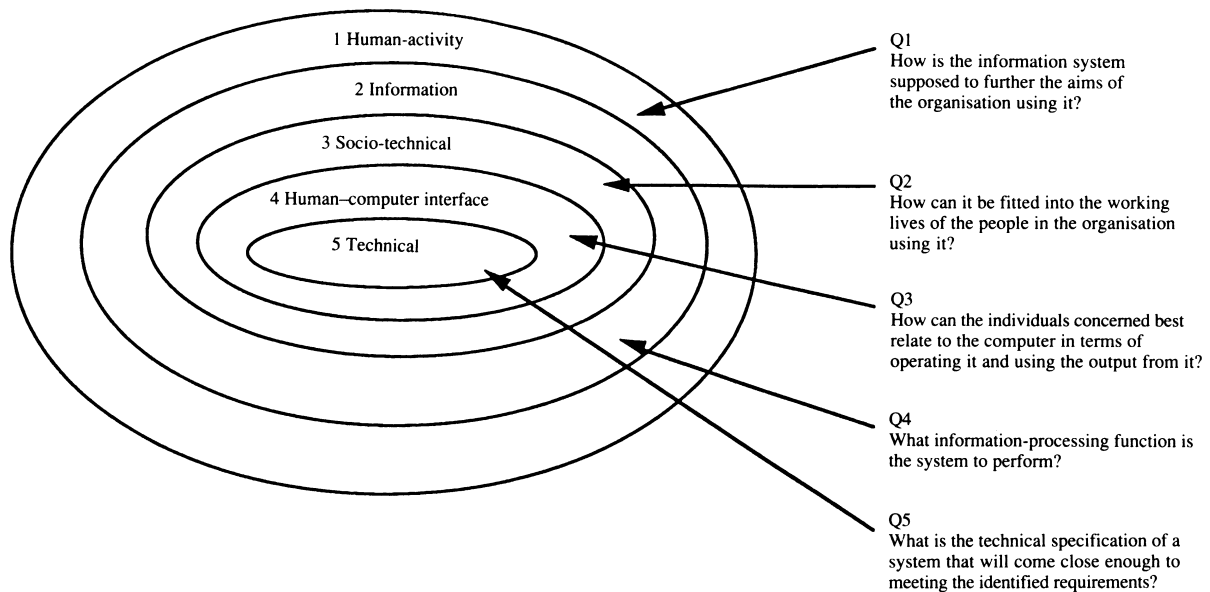 1 Human-activity
2 Information
3 Socio-technical
4 Human–computer interface
5 Technical
Q1
How is the information system
supposed to further the aims of
the organisation using it?
Q2
How can it be fitted into the working
lives of the people in the organisation
using it?
Q3
How can the individuals concerned best
relate to the computer in terms of
operating it and using the output from it?
Q4
What information-processing function is
the system to perform?
Q5
What is the technical specification of a
system that will come close enough to
meeting the identified requirements?